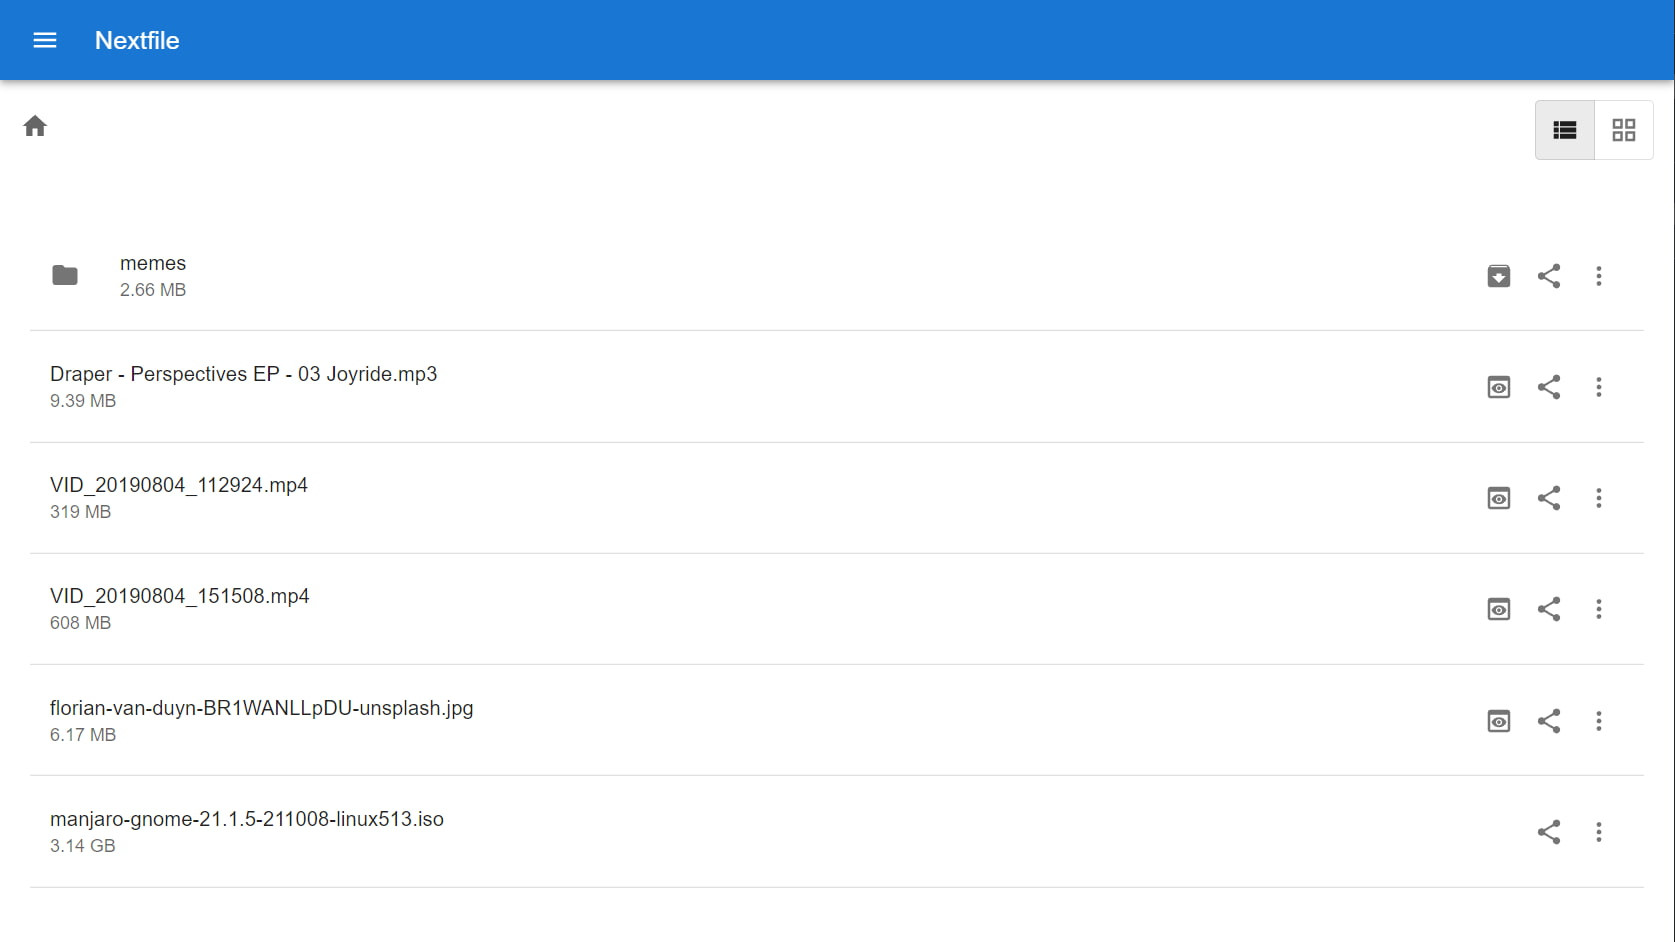 Nextfile
memes
2.66 MB
Draper - Perspectives EP - 03 Joyride.mp3
9.39 MB
VID_20190804_112924.mp4
319 MB
VID_20190804_151508.mp4
608 MB
florian-van-duyn-BR1WANLLpDU-unsplash.jpg
6.17 MB
manjaro-gnome-21.1.5-211008-linux513.iso
3.14 GB